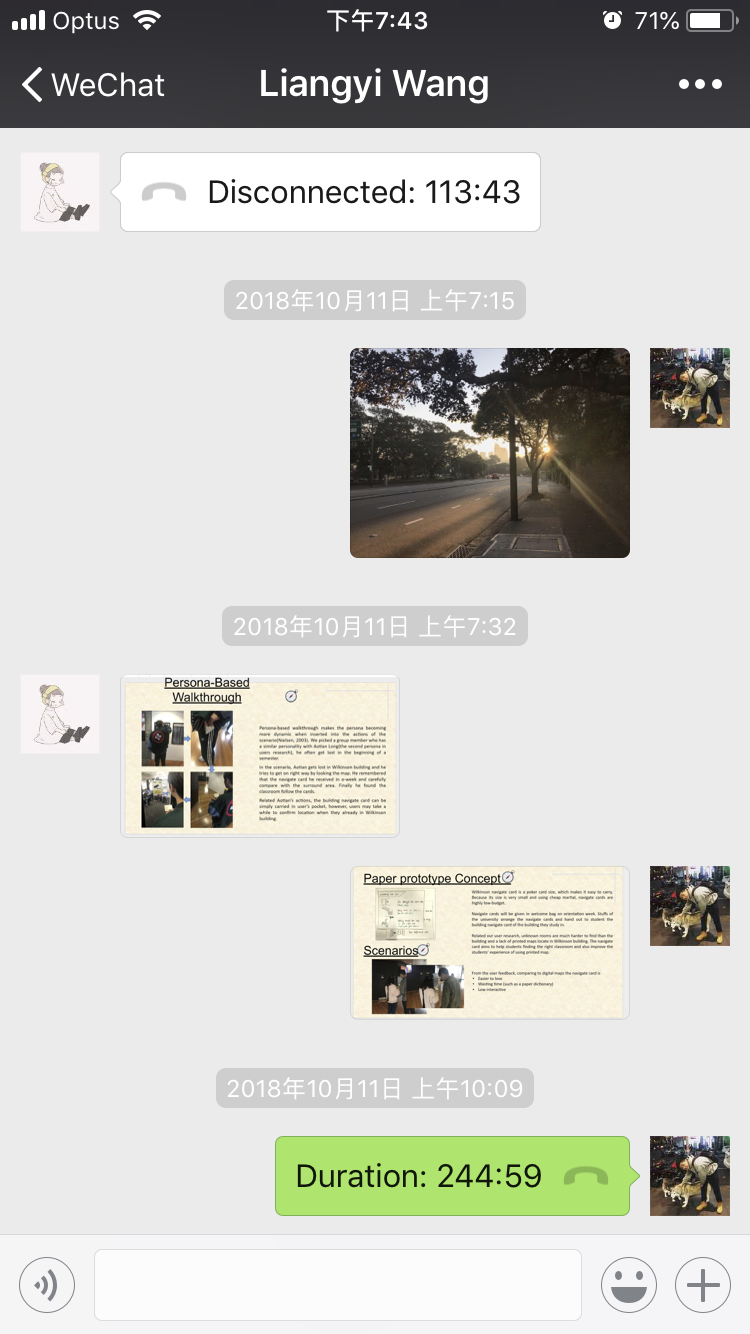 Optus 下午7:43 71%
WeChat Liangyi Wang
Disconnected: 113:43
2018年10月11日 上午7:15
2018年10月11日 上午7:32
Persona-Based
Walkthrough
Persona-based walkthrough makes the persona becoming
more dynamic when inserted into the actions of the
scenario(Nielsen, 2003). We picked a group member who has
a similar personality with Aotian Long(the second persona in
users research), he often got lost in the beginning of a
semester.
In the scenario, Aotian gets lost in Wilkinson building and he
tries to get on right way by looking the map. He remembered
that the navigate card he received in o-week and carefully
compare with the surround area. Finally he found the
classroom follow the cards.
Related Aotian's actions, the building navigate card can be
simply carried in user's pocket, however, users may take a
while to confirm location when they already in Wilkinson
building.
Paper prototype Concept
Wilkinson navigate card is a poker card size, which makes it easy to carry.
Because its size is very small and using cheap martial, navigate cards are
highly low-budget.
Navigate cards will be given in welcome bag on orientation week. Stuffs of
the university arrange the navigate cards and hand out to student the
building navigate card of the building they study in.
Related our user research, unknown rooms are much harder to find than the
building and a lack of printed maps locate in Wilkinson building. The navigate
card aims to help students finding the right classroom and also improve the
students' experience of using printed map.
Scenarios
From the user feedback, comparing to digital maps the navigate card is
• Easier to lose
• Wasting time (such as a paper dictionary)
• Low interactive
2018年10月11日 上午10:09
Duration: 244:59